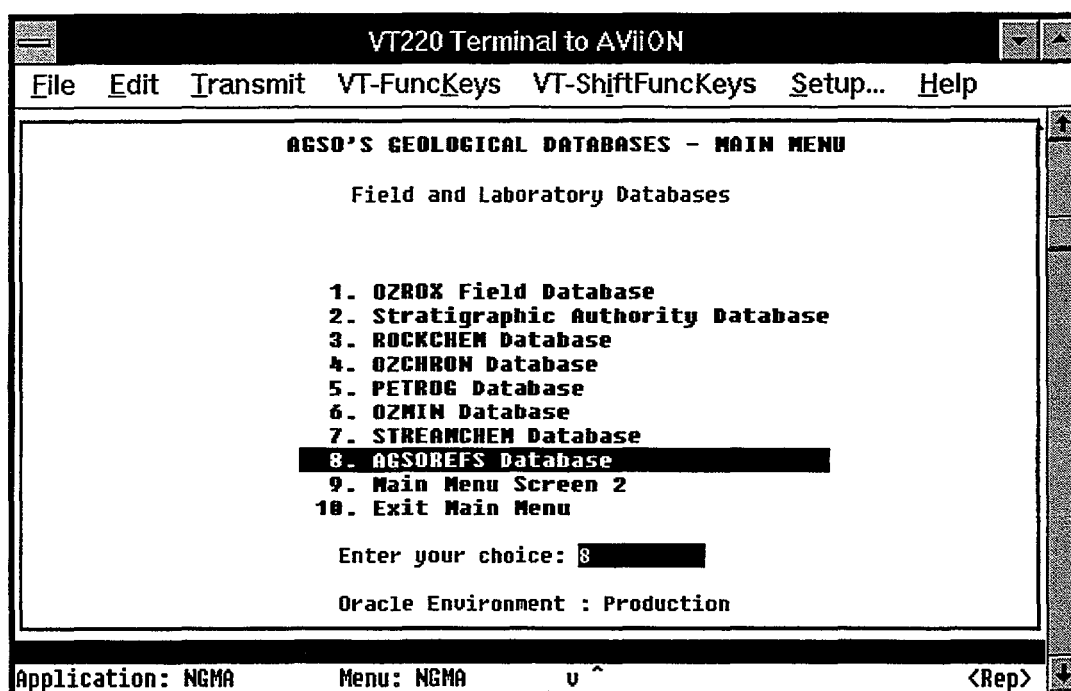 VT220 Terminal to AViiON
File Edit Transmit VT-FuncKeys VT-ShiftFuncKeys Setup... Help
AGSO'S GEOLOGICAL DATABASES - MAIN MENU
Field and Laboratory Databases
1. OZROX Field Database
2. Stratigraphic Authority Database
3. ROCKCHEM Database
4. OZCHRON Database
5. PETROG Database
6. OZMIN Database
7. STREAMCHEM Database
8. AGSOREFS Database
9. Main Menu Screen 2
10. Exit Main Menu
Enter your choice: 8
Oracle Environment : Production
Application: NGMA Menu: NGMA v ^ <Rep>